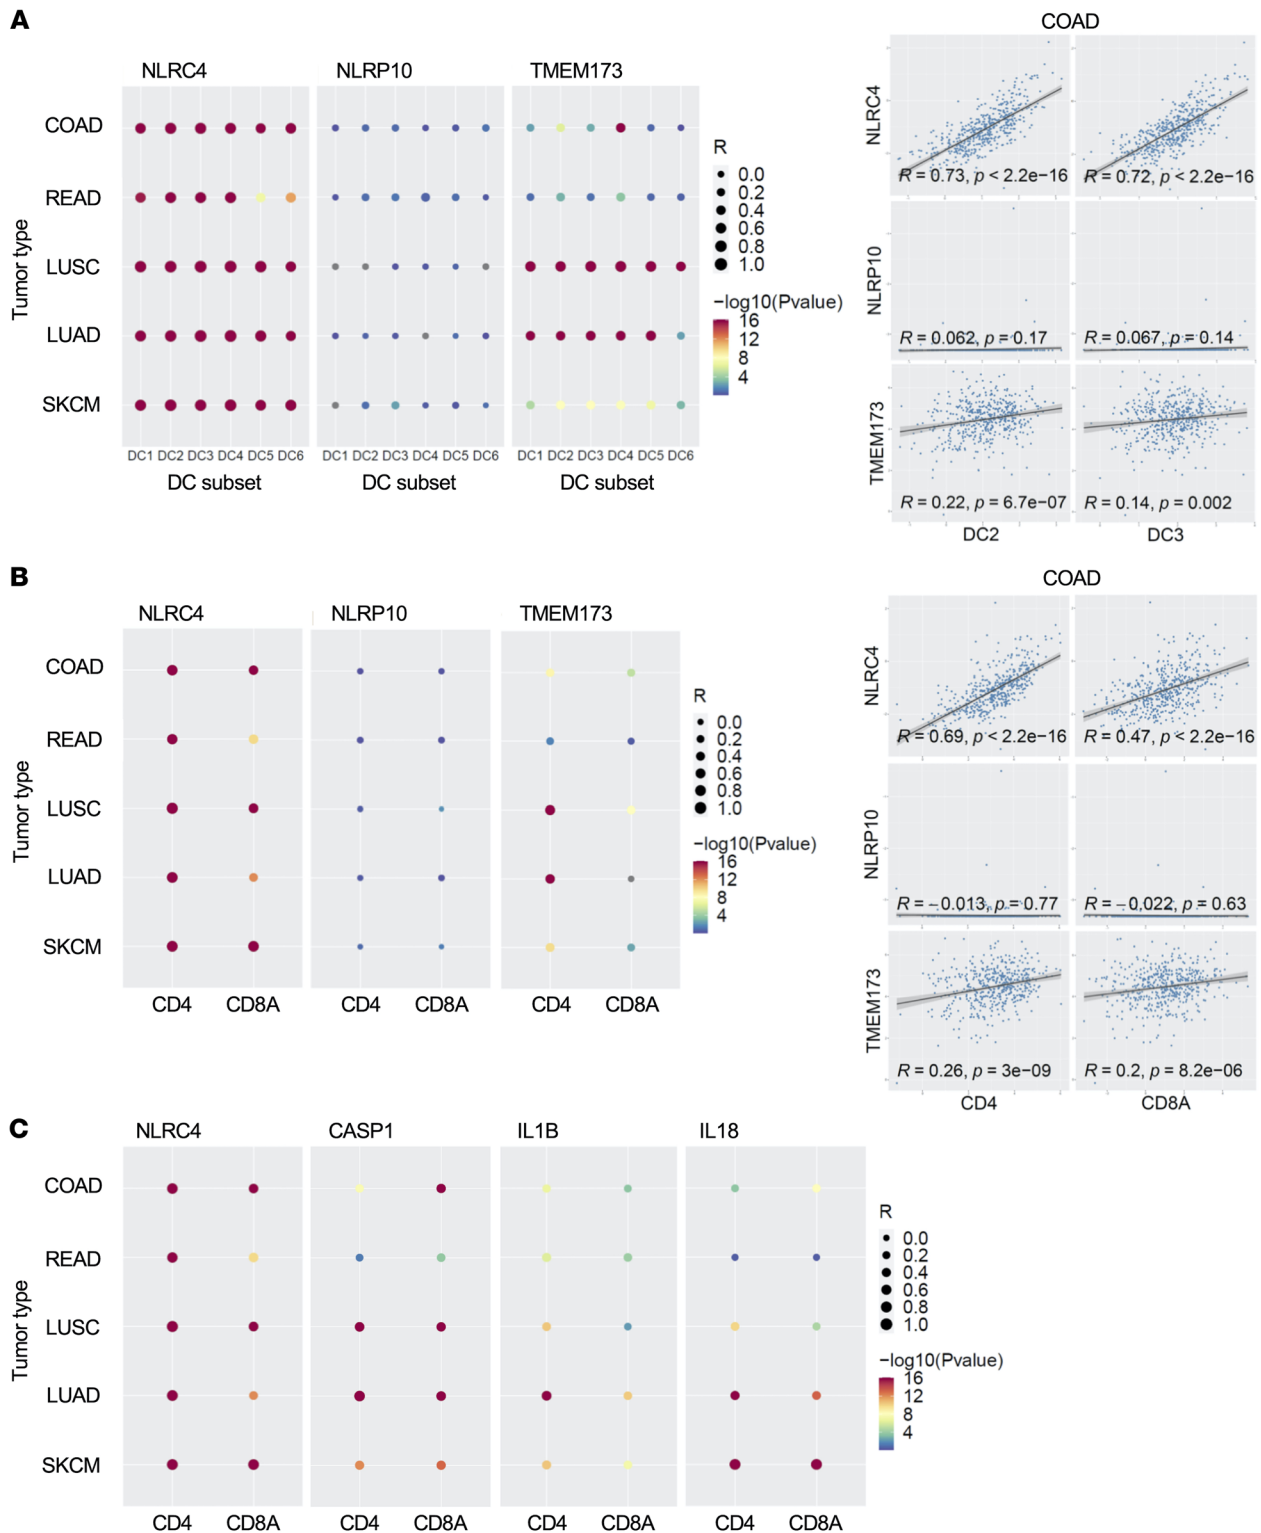 A
NLRC4 NLRP10 TMEM173
COAD
READ
LUSC
LUAD
SKCM
Tumor type
DC1 DC2 DC3 DC4 DC5 DC6 DC1 DC2 DC3 DC4 DC5 DC6 DC1 DC2 DC3 DC4 DC5 DC6
DC subset DC subset DC subset
R
0.0
0.2
0.4
0.6
0.8
1.0
−log10(Pvalue)
16
12
8
4
COAD
NLRC4
R = 0.73, p < 2.2e−16 R = 0.72, p < 2.2e−16
NLRP10
R = 0.062, p = 0.17 R = 0.067, p = 0.14
TMEM173
R = 0.22, p = 6.7e−07 R = 0.14, p = 0.002
DC2 DC3
B
NLRC4 NLRP10 TMEM173
COAD
READ
LUSC
LUAD
SKCM
Tumor type
CD4 CD8A CD4 CD8A CD4 CD8A
R
0.0
0.2
0.4
0.6
0.8
1.0
−log10(Pvalue)
16
12
8
4
COAD
NLRC4
R = 0.69, p < 2.2e−16 R = 0.47, p < 2.2e−16
NLRP10
R = −0.013, p = 0.77 R = −0.022, p = 0.63
TMEM173
R = 0.26, p = 3e−09 R = 0.2, p = 8.2e−06
CD4 CD8A
C
NLRC4 CASP1 IL1B IL18
COAD
READ
LUSC
LUAD
SKCM
Tumor type
CD4 CD8A CD4 CD8A CD4 CD8A CD4 CD8A
R
0.0
0.2
0.4
0.6
0.8
1.0
−log10(Pvalue)
16
12
8
4